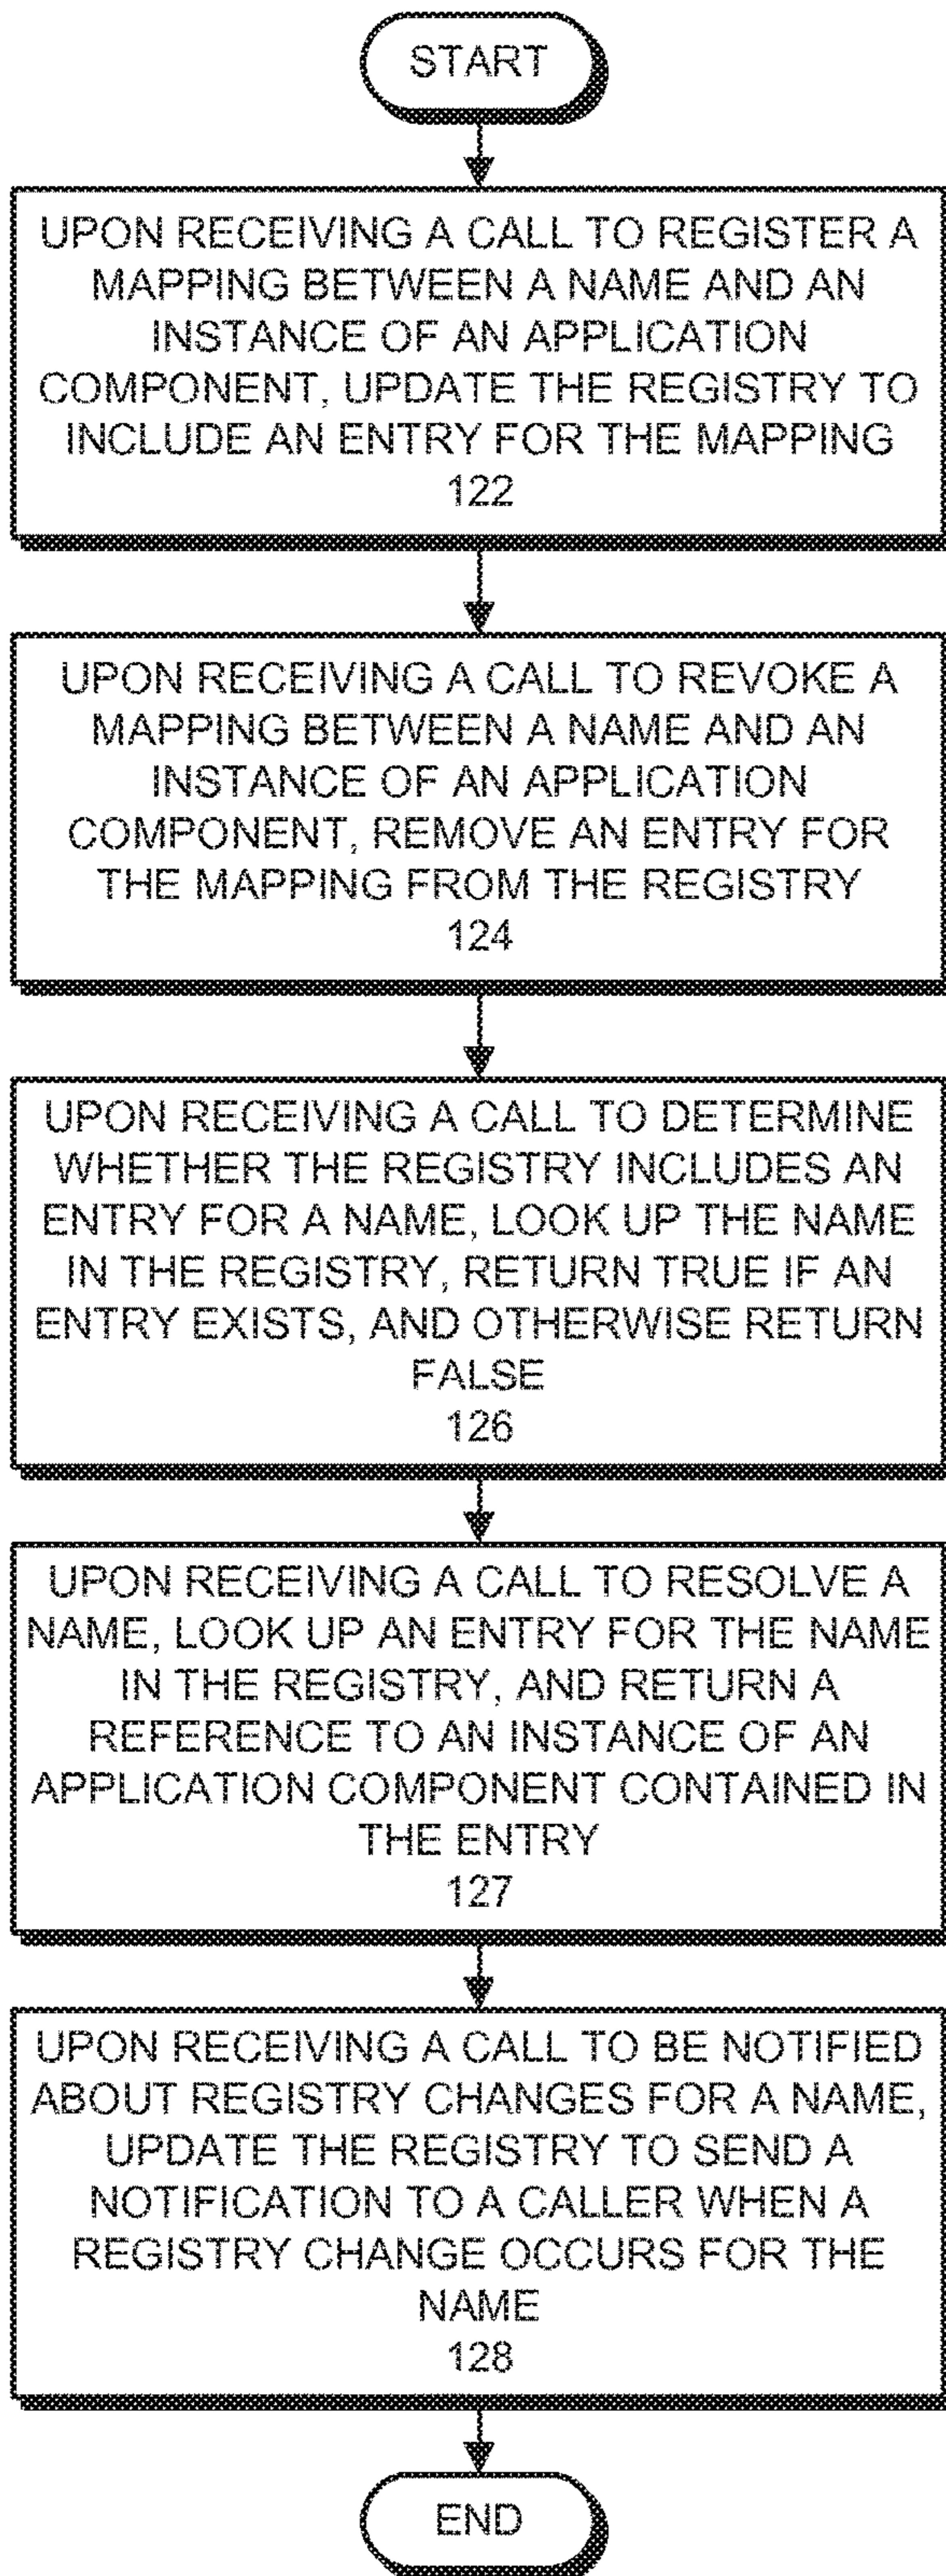 START
UPON RECEIVING A CALL TO REGISTER A
MAPPING BETWEEN A NAME AND AN
INSTANCE OF AN APPLICATION
COMPONENT, UPDATE THE REGISTRY TO
INCLUDE AN ENTRY FOR THE MAPPING
122
UPON RECEIVING A CALL TO REVOKE A
MAPPING BETWEEN A NAME AND AN
INSTANCE OF AN APPLICATION
COMPONENT, REMOVE AN ENTRY FOR
THE MAPPING FROM THE REGISTRY
124
UPON RECEIVING A CALL TO DETERMINE
WHETHER THE REGISTRY INCLUDES AN
ENTRY FOR A NAME, LOOK UP THE NAME
IN THE REGISTRY, RETURN TRUE IF AN
ENTRY EXISTS, AND OTHERWISE RETURN
FALSE
126
UPON RECEIVING A CALL TO RESOLVE A
NAME, LOOK UP AN ENTRY FOR THE NAME
IN THE REGISTRY, AND RETURN A
REFERENCE TO AN INSTANCE OF AN
APPLICATION COMPONENT CONTAINED IN
THE ENTRY
127
UPON RECEIVING A CALL TO BE NOTIFIED
ABOUT REGISTRY CHANGES FOR A NAME,
UPDATE THE REGISTRY TO SEND A
NOTIFICATION TO A CALLER WHEN A
REGISTRY CHANGE OCCURS FOR THE
NAME
128
END